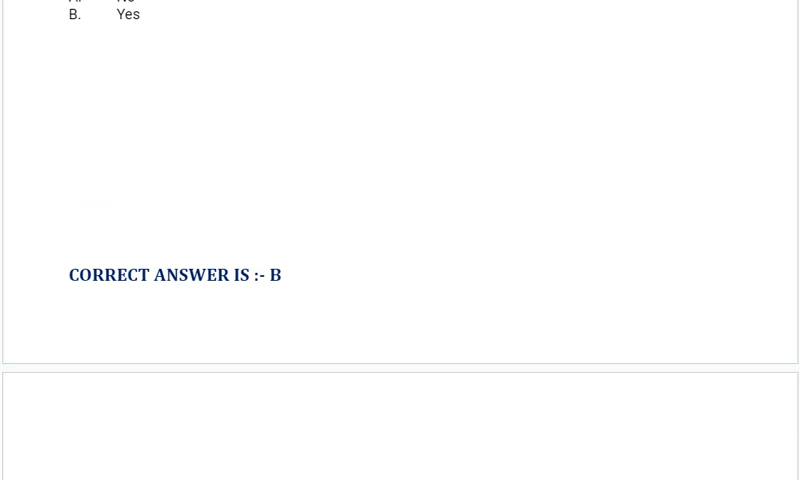 B. Yes
CORRECT ANSWER IS :- B